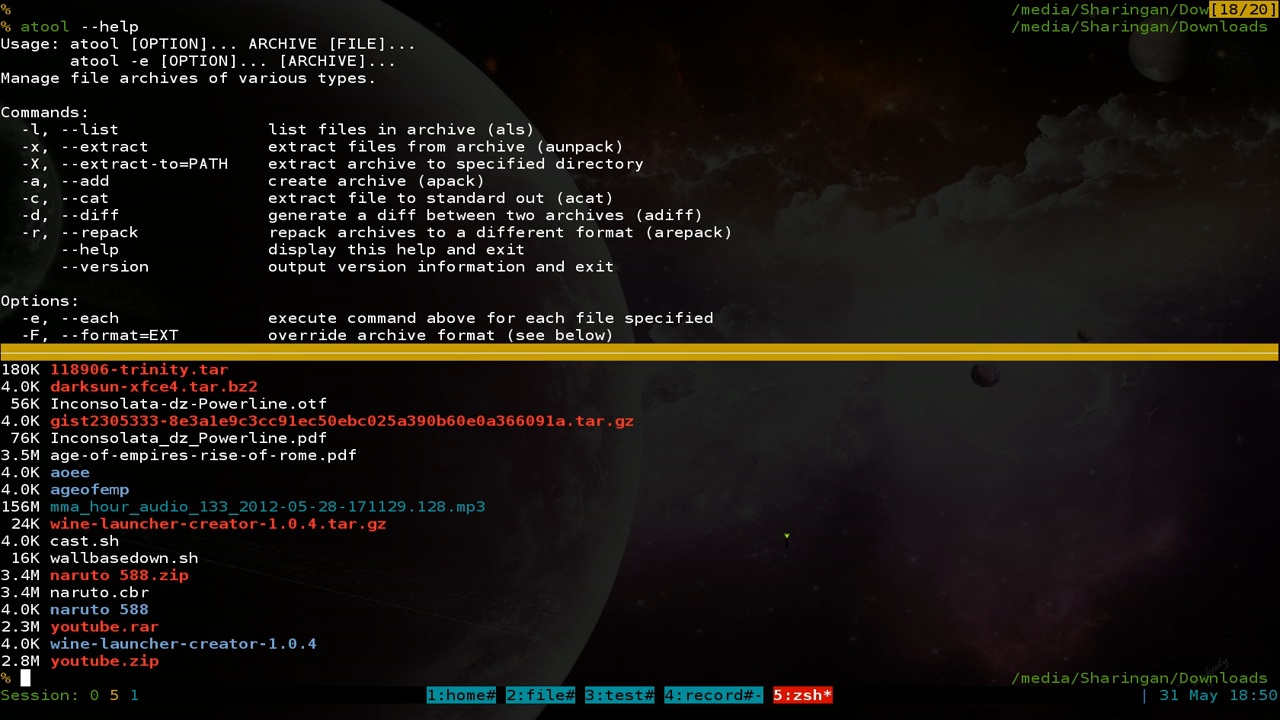 % /media/Sharingan/Dow[18/20]
% atool --help /media/Sharingan/Downloads
Usage: atool [OPTION]... ARCHIVE [FILE]...
       atool -e [OPTION]... [ARCHIVE]...
Manage file archives of various types.
Commands:
  -l, --list               list files in archive (als)
  -x, --extract            extract files from archive (aunpack)
  -X, --extract-to=PATH    extract archive to specified directory
  -a, --add                create archive (apack)
  -c, --cat                extract file to standard out (acat)
  -d, --diff               generate a diff between two archives (adiff)
  -r, --repack             repack archives to a different format (arepack)
      --help               display this help and exit
      --version            output version information and exit
Options:
  -e, --each               execute command above for each file specified
  -F, --format=EXT         override archive format (see below)
180K 118906-trinity.tar
4.0K darksun-xfce4.tar.bz2
 56K Inconsolata-dz-Powerline.otf
4.0K gist2305333-8e3a1e9c3cc91ec50ebc025a390b60e0a366091a.tar.gz
 76K Inconsolata_dz_Powerline.pdf
3.5M age-of-empires-rise-of-rome.pdf
4.0K aoee
4.0K ageofemp
156M mma_hour_audio_133_2012-05-28-171129.128.mp3
 24K wine-launcher-creator-1.0.4.tar.gz
4.0K cast.sh
 16K wallbasedown.sh
3.4M naruto 588.zip
3.4M naruto.cbr
4.0K naruto 588
2.3M youtube.rar
4.0K wine-launcher-creator-1.0.4
2.8M youtube.zip
% /media/Sharingan/Downloads
Session: 0 5 1 1:home# 2:file# 3:test# 4:record#- 5:zsh* | 31 May 18:50